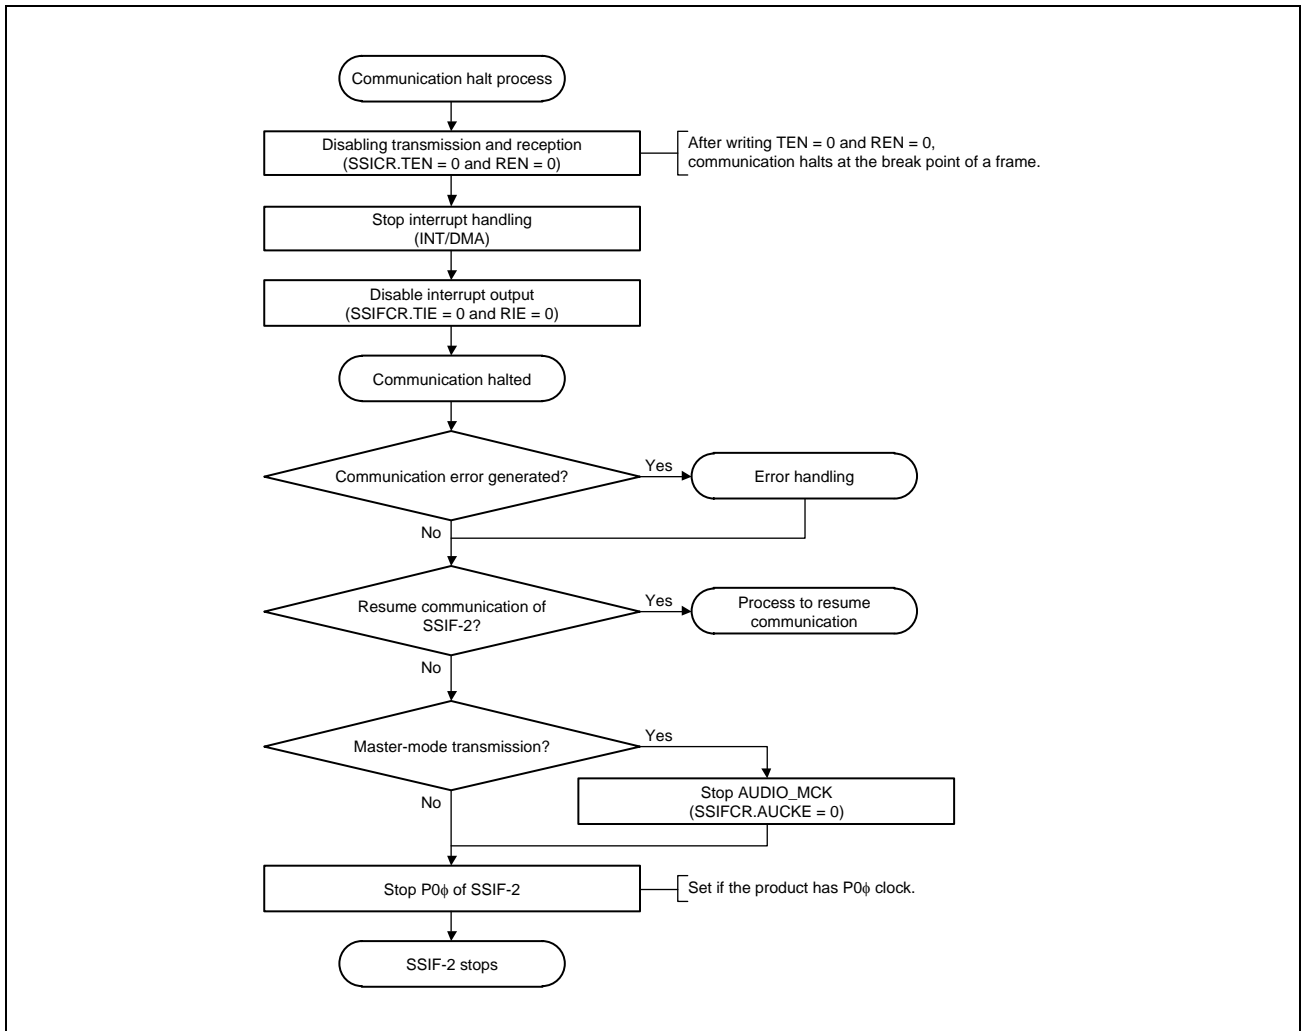 Communication halt process
Disabling transmission and reception
(SSICR.TEN = 0 and REN = 0)
After writing TEN = 0 and REN = 0,
communication halts at the break point of a frame.
Stop interrupt handling
(INT/DMA)
Disable interrupt output
(SSIFCR.TIE = 0 and RIE = 0)
Communication halted
Communication error generated?
Yes
Error handling
No
Resume communication of
SSIF-2?
Yes
Process to resume
communication
No
Master-mode transmission?
Yes
Stop AUDIO_MCK
(SSIFCR.AUCKE = 0)
No
Stop P0ϕ of SSIF-2
Set if the product has P0ϕ clock.
SSIF-2 stops